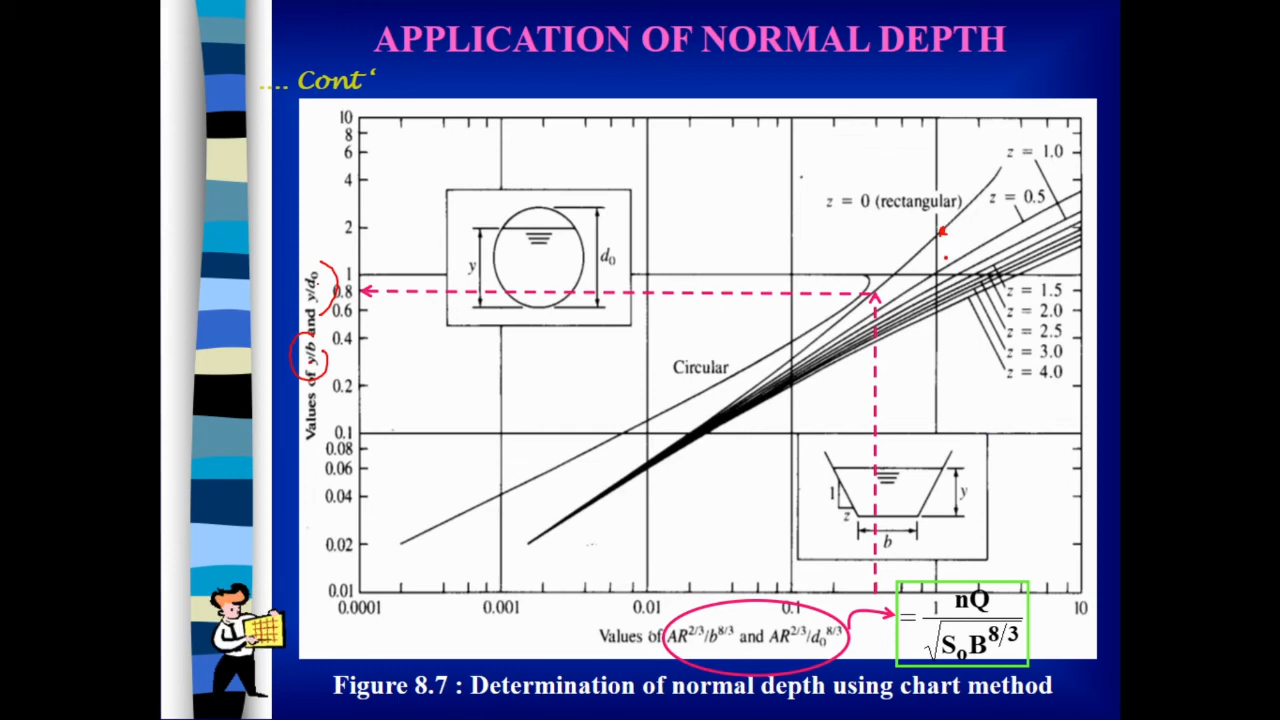 APPLICATION OF NORMAL DEPTH
.... Cont‘
10
8
6
4
2
1
0.8
0.6
0.4
0.2
0.1
0.08
0.06
0.04
0.02
0.01
Values of y/b and y/d₀
y
d₀
Circular
z = 0 (rectangular)
z = 1.0
z = 0.5
z = 1.5
z = 2.0
z = 2.5
z = 3.0
z = 4.0
1
z
y
b
0.0001 0.001 0.01 0.1 1 10
Values of AR^2/3/b^8/3 and AR^2/3/d₀^8/3
= nQ / √S₀B^8/3
Figure 8.7 : Determination of normal depth using chart method